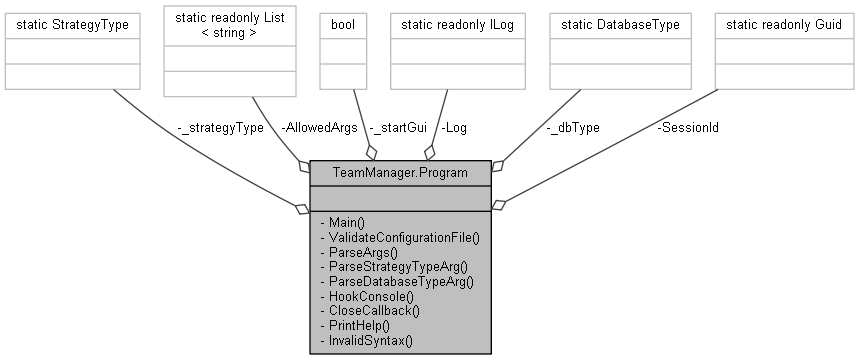 static StrategyType
static readonly List
< string >
bool
static readonly ILog
static DatabaseType
static readonly Guid
-_strategyType
-AllowedArgs
-_startGui
-Log
-_dbType
-SessionId
TeamManager.Program
- Main()
- ValidateConfigurationFile()
- ParseArgs()
- ParseStrategyTypeArg()
- ParseDatabaseTypeArg()
- HookConsole()
- CloseCallback()
- PrintHelp()
- InvalidSyntax()